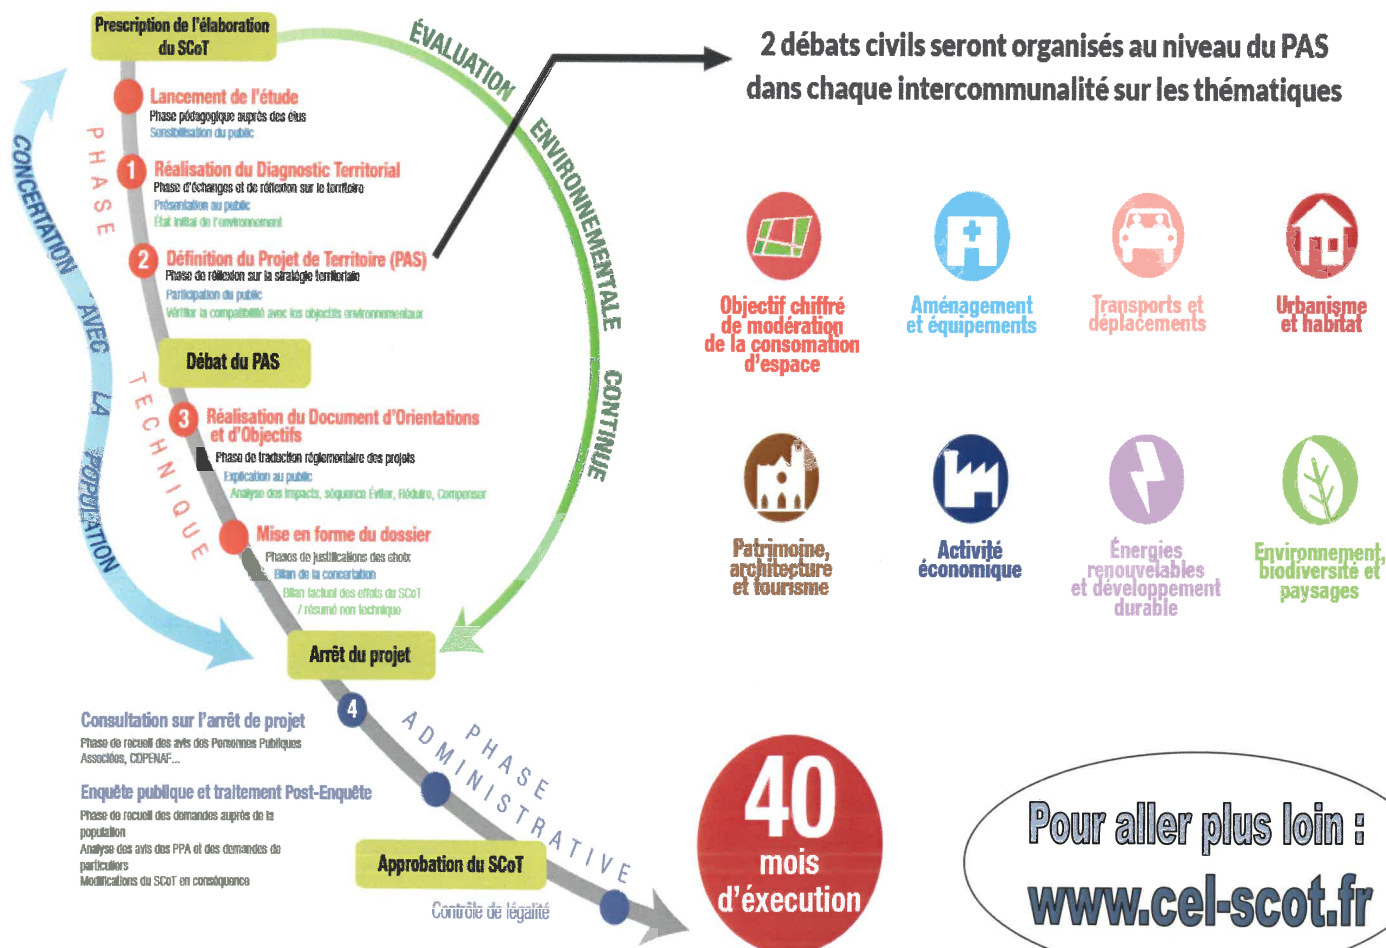 Prescription de l'élaboration
du SCoT
Lancement de l'étude
Phase pédagogique auprès des élus
Sensibilisation du public
1
Réalisation du Diagnostic Territorial
Phase d'échanges et de réflexion sur le territoire
Présentation au public
État initial de l'environnement
2
Définition du Projet de Territoire (PAS)
Phase de réflexion sur la stratégie territoriale
Participation du public
Vérifier la compatibilité avec les objectifs environnementaux
Débat du PAS
3
Réalisation du Document d'Orientations
et d'Objectifs
Phase de traduction réglementaire des projets
Explication au public
Analyse des impacts, séquence Éviter, Réduire, Compenser
Mise en forme du dossier
Phases de justifications des choix
Bilan de la concertation
Bilan factuel des effets du SCoT
/ résumé non technique
Arrêt du projet
CONCERTATION AVEC LA POPULATION
PHASE TECHNIQUE
ÉVALUATION ENVIRONNEMENTALE CONTINUE
4
Consultation sur l'arrêt de projet
Phase de recueil des avis des Personnes Publiques
Associées, CDPENAF...
Enquête publique et traitement Post-Enquête
Phase de recueil des demandes auprès de la
population
Analyse des avis des PPA et des demandes de
particuliers
Modifications du SCoT en conséquence
PHASE
ADMINISTRATIVE
Approbation du SCoT
Contrôle de légalité
2 débats civils seront organisés au niveau du PAS
dans chaque intercommunalité sur les thématiques
Objectif chiffré
de modération
de la consomation
d'espace
Aménagement
et équipements
Transports et
déplacements
Urbanisme
et habitat
Patrimoine,
architecture
et tourisme
Activité
économique
Énergies
renouvelables
et développement
durable
Environnement,
biodiversité et
paysages
40
mois
d'éxecution
Pour aller plus loin :
www.cel-scot.fr